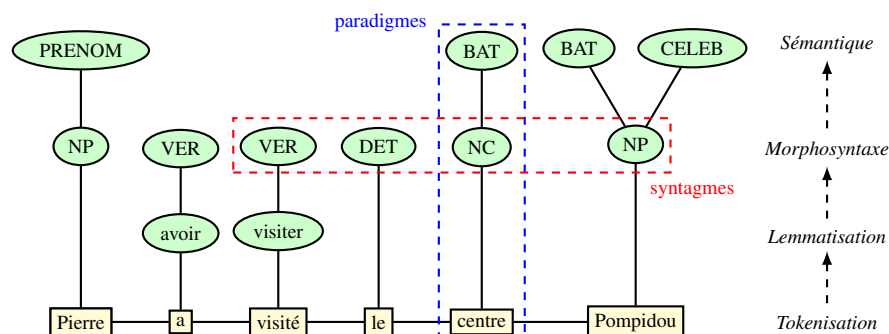 paradigmes
PRENOM BAT BAT CELEB Sémantique
NP VER VER DET NC NP Morphosyntaxe
syntagmes
avoir visiter Lemmatisation
Pierre a visité le centre Pompidou Tokenisation